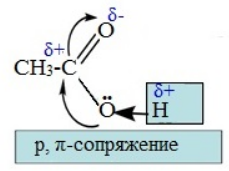 δ-
O
δ+
CH₃-C
δ+
Ö
H
р, π-сопряжение